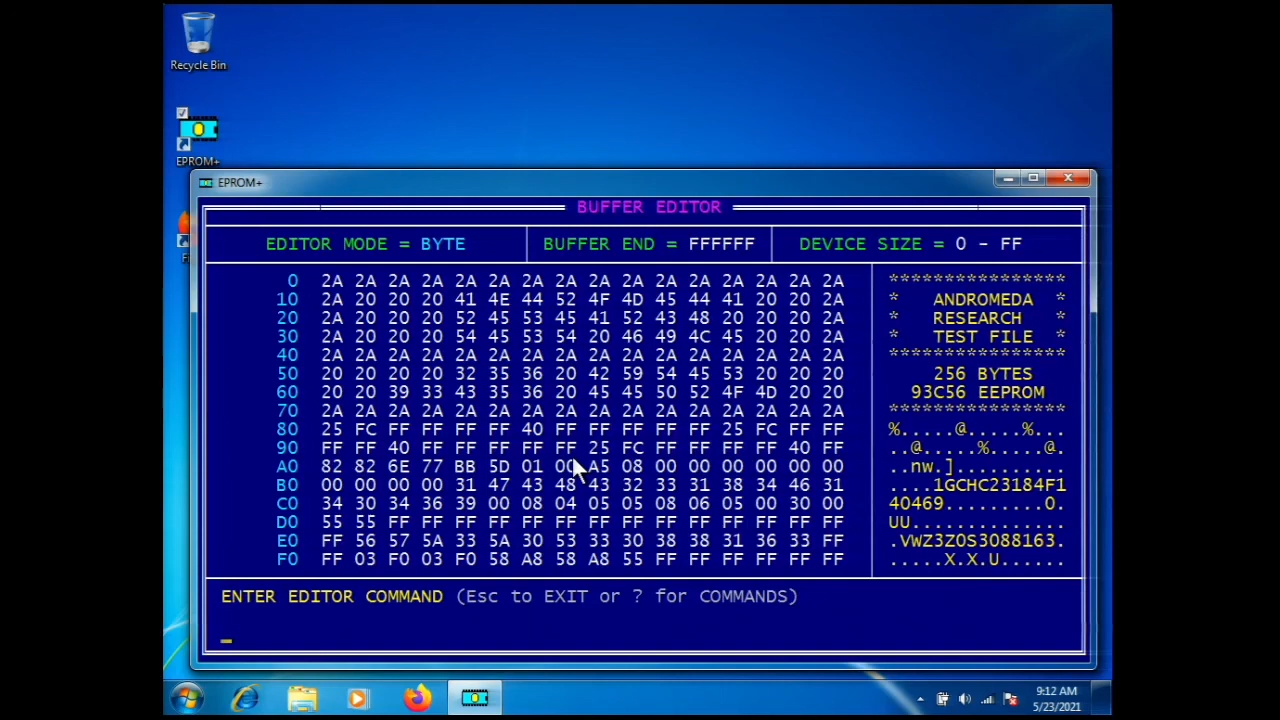 Recycle Bin
EPROM+
EPROM+
BUFFER EDITOR
EDITOR MODE = BYTE BUFFER END = FFFFFF DEVICE SIZE = 0 - FF
0 2A 2A 2A 2A 2A 2A 2A 2A 2A 2A 2A 2A 2A 2A 2A 2A ****************
10 2A 20 20 20 41 4E 44 52 4F 4D 45 44 41 20 20 2A * ANDROMEDA *
20 2A 20 20 20 52 45 53 45 41 52 43 48 20 20 20 2A * RESEARCH *
30 2A 20 20 20 54 45 53 54 20 46 49 4C 45 20 20 2A * TEST FILE *
40 2A 2A 2A 2A 2A 2A 2A 2A 2A 2A 2A 2A 2A 2A 2A 2A ****************
50 20 20 20 20 32 35 36 20 42 59 54 45 53 20 20 20 256 BYTES
60 20 20 39 33 43 35 36 20 45 45 50 52 4F 4D 20 20 93C56 EEPROM
70 2A 2A 2A 2A 2A 2A 2A 2A 2A 2A 2A 2A 2A 2A 2A 2A ****************
80 25 FC FF FF FF FF 40 FF FF FF FF FF 25 FC FF FF %.....@.....%...
90 FF FF 40 FF FF FF FF FF 25 FC FF FF FF FF 40 FF ..@.....%.....@.
A0 82 82 6E 77 BB 5D 01 00 A5 08 00 00 00 00 00 00 ..nw.]..........
B0 00 00 00 00 31 47 43 48 43 32 33 31 38 34 46 31 ....1GCHC23184F1
C0 34 30 34 36 39 00 08 04 05 05 08 06 05 00 30 00 40469.........0.
D0 55 55 FF FF FF FF FF FF FF FF FF FF FF FF FF FF UU..............
E0 FF 56 57 5A 33 5A 30 53 33 30 38 38 31 36 33 FF .VWZ3Z0S3088163.
F0 FF 03 F0 03 F0 58 A8 58 A8 55 FF FF FF FF FF FF .....X.X.U......
ENTER EDITOR COMMAND (Esc to EXIT or ? for COMMANDS)
9:12 AM
5/23/2021